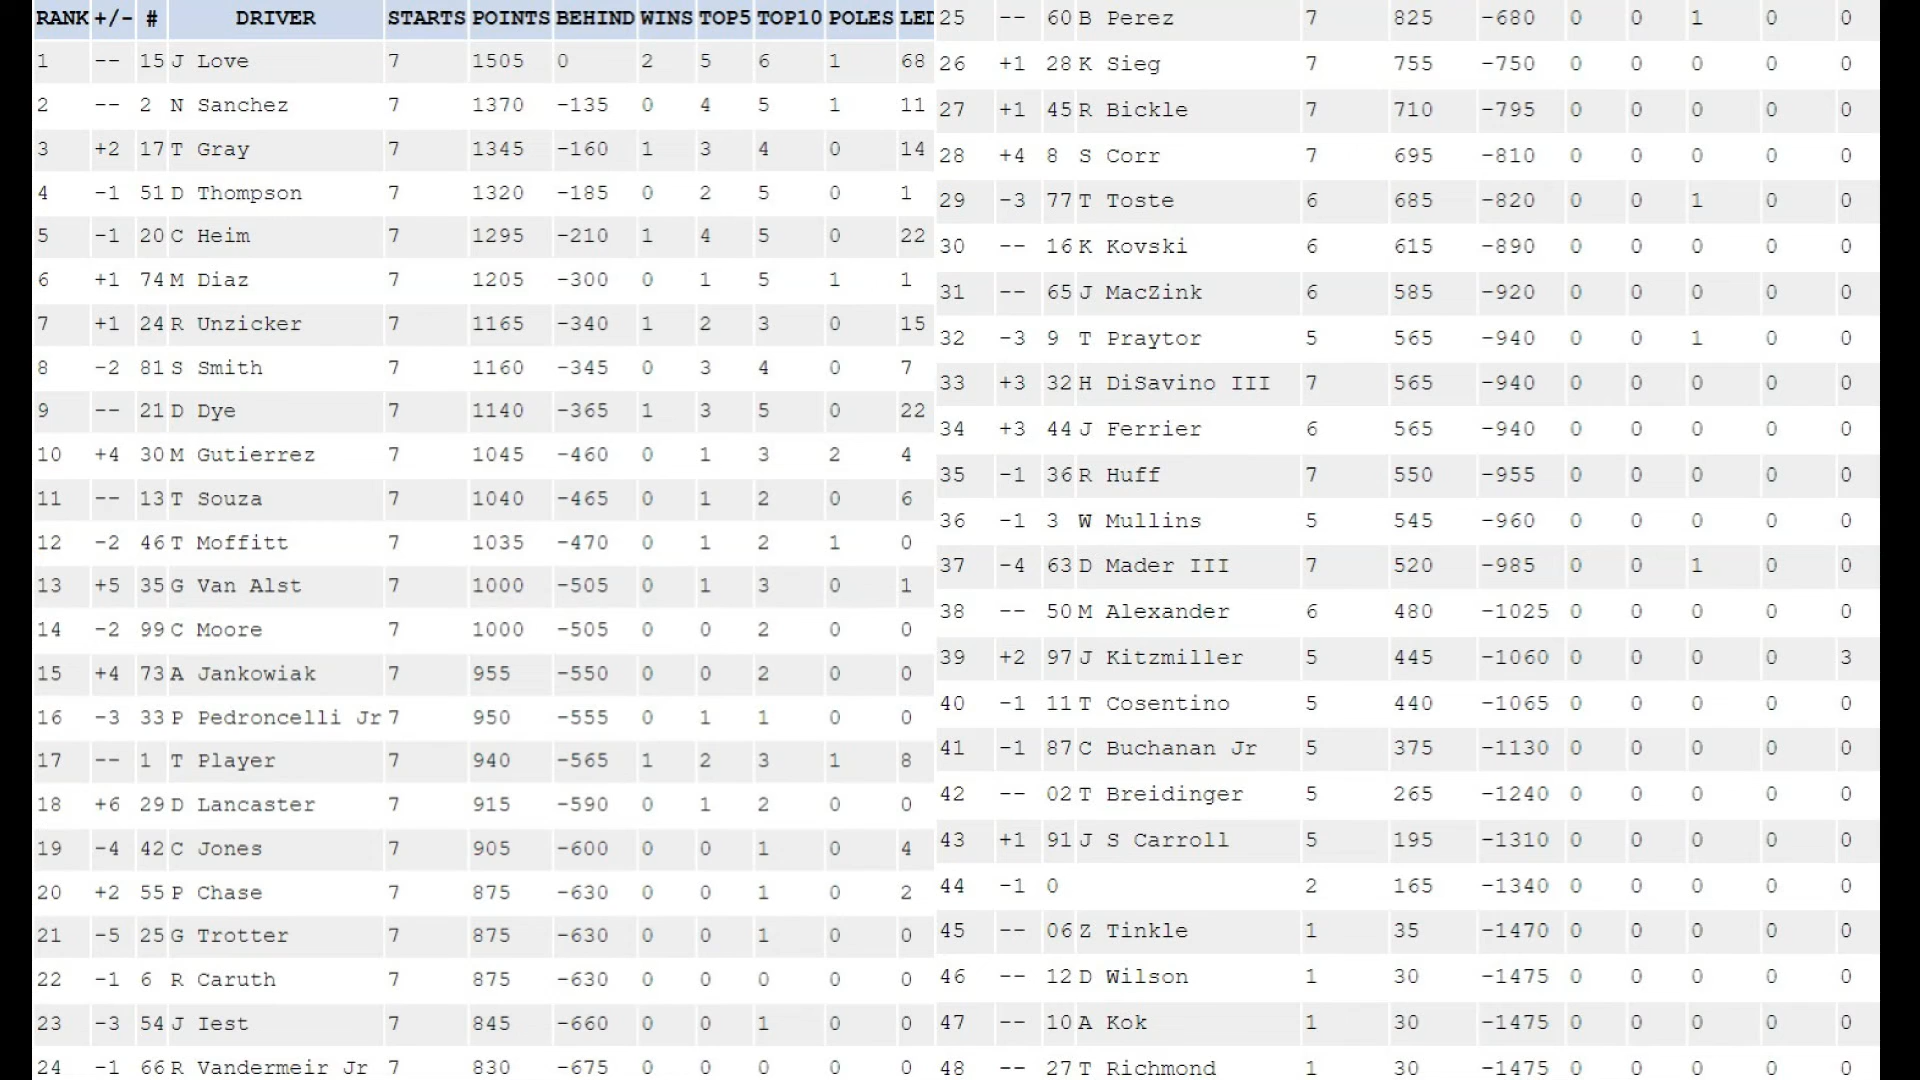 RANK +/- # DRIVER STARTS POINTS BEHIND WINS TOP5 TOP10 POLES LED
1 -- 15 J Love 7 1505 0 2 5 6 1 68
2 -- 2 N Sanchez 7 1370 -135 0 4 5 1 11
3 +2 17 T Gray 7 1345 -160 1 3 4 0 14
4 -1 51 D Thompson 7 1320 -185 0 2 5 0 1
5 -1 20 C Heim 7 1295 -210 1 4 5 0 22
6 +1 74 M Diaz 7 1205 -300 0 1 5 1 1
7 +1 24 R Unzicker 7 1165 -340 1 2 3 0 15
8 -2 81 S Smith 7 1160 -345 0 3 4 0 7
9 -- 21 D Dye 7 1140 -365 1 3 5 0 22
10 +4 30 M Gutierrez 7 1045 -460 0 1 3 2 4
11 -- 13 T Souza 7 1040 -465 0 1 2 0 6
12 -2 46 T Moffitt 7 1035 -470 0 1 2 1 0
13 +5 35 G Van Alst 7 1000 -505 0 1 3 0 1
14 -2 99 C Moore 7 1000 -505 0 0 2 0 0
15 +4 73 A Jankowiak 7 955 -550 0 0 2 0 0
16 -3 33 P Pedroncelli Jr 7 950 -555 0 1 1 0 0
17 -- 1 T Player 7 940 -565 1 2 3 1 8
18 +6 29 D Lancaster 7 915 -590 0 1 2 0 0
19 -4 42 C Jones 7 905 -600 0 0 1 0 4
20 +2 55 P Chase 7 875 -630 0 0 1 0 2
21 -5 25 G Trotter 7 875 -630 0 0 1 0 0
22 -1 6 R Caruth 7 875 -630 0 0 0 0 0
23 -3 54 J Iest 7 845 -660 0 0 1 0 0
24 -1 66 R Vandermeir Jr 7 830 -675 0 0 0 0 0
25 -- 60 B Perez 7 825 -680 0 0 1 0 0
26 +1 28 K Sieg 7 755 -750 0 0 0 0 0
27 +1 45 R Bickle 7 710 -795 0 0 0 0 0
28 +4 8 S Corr 7 695 -810 0 0 0 0 0
29 -3 77 T Toste 6 685 -820 0 0 1 0 0
30 -- 16 K Kovski 6 615 -890 0 0 0 0 0
31 -- 65 J MacZink 6 585 -920 0 0 0 0 0
32 -3 9 T Praytor 5 565 -940 0 0 1 0 0
33 +3 32 H DiSavino III 7 565 -940 0 0 0 0 0
34 +3 44 J Ferrier 6 565 -940 0 0 0 0 0
35 -1 36 R Huff 7 550 -955 0 0 0 0 0
36 -1 3 W Mullins 5 545 -960 0 0 0 0 0
37 -4 63 D Mader III 7 520 -985 0 0 1 0 0
38 -- 50 M Alexander 6 480 -1025 0 0 0 0 0
39 +2 97 J Kitzmiller 5 445 -1060 0 0 0 0 3
40 -1 11 T Cosentino 5 440 -1065 0 0 0 0 0
41 -1 87 C Buchanan Jr 5 375 -1130 0 0 0 0 0
42 -- 02 T Breidinger 5 265 -1240 0 0 0 0 0
43 +1 91 J S Carroll 5 195 -1310 0 0 0 0 0
44 -1 0 2 165 -1340 0 0 0 0 0
45 -- 06 Z Tinkle 1 35 -1470 0 0 0 0 0
46 -- 12 D Wilson 1 30 -1475 0 0 0 0 0
47 -- 10 A Kok 1 30 -1475 0 0 0 0 0
48 -- 27 T Richmond 1 30 -1475 0 0 0 0 0